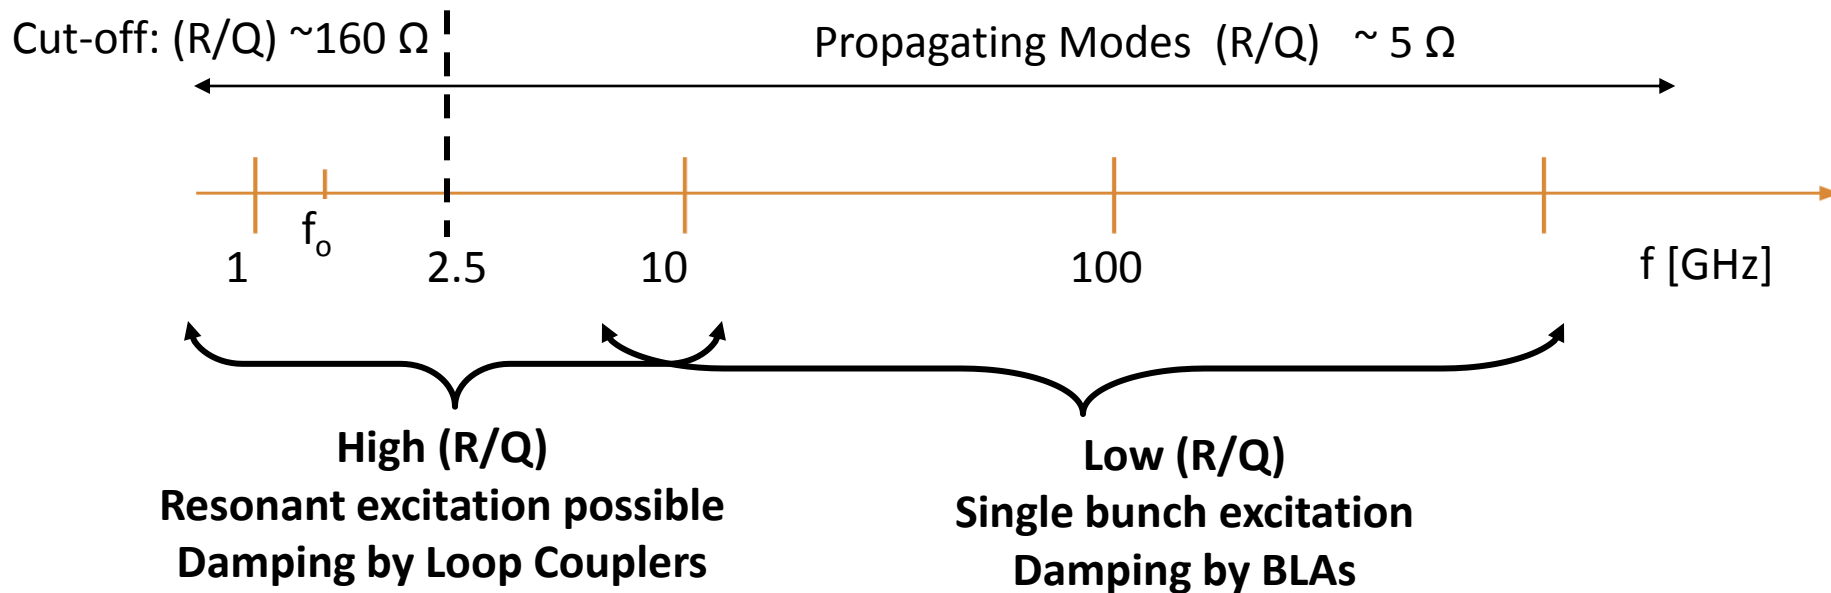 Cut-off: (R/Q) ~160 Ω
Propagating Modes (R/Q) ~ 5 Ω
fo
1
2.5
10
100
f [GHz]
High (R/Q)
Resonant excitation possible
Damping by Loop Couplers
Low (R/Q)
Single bunch excitation
Damping by BLAs